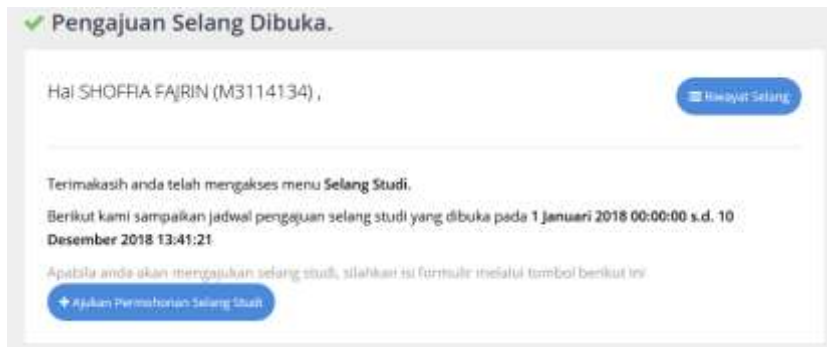 Pengajuan Selang Dibuka.
Hai SHOFFIA FAJRIN (M3114134) ,
Riwayat Selang
Terimakasih anda telah mengakses menu Selang Studi.
Berikut kami sampaikan jadwal pengajuan selang studi yang dibuka pada 1 Januari 2018 00:00:00 s.d. 10
Desember 2018 13:41:21
Apabila anda akan mengajukan selang studi, silahkan isi formulir melalui tombol berikut ini
+ Ajukan Permohonan Selang Studi